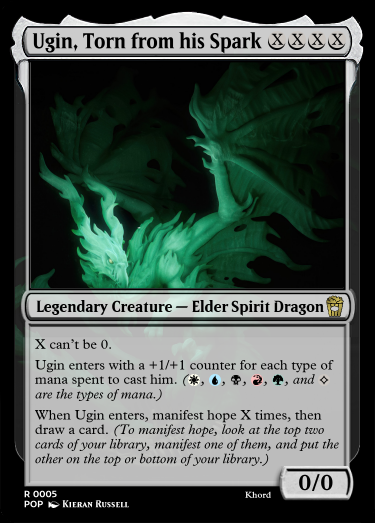 Ugin, Torn from his Spark XXXX
Legendary Creature — Elder Spirit Dragon
X can't be 0.
Ugin enters with a +1/+1 counter for each type of
mana spent to cast him. ( , , , , , and
are the types of mana.)
When Ugin enters, manifest hope X times, then
draw a card. (To manifest hope, look at the top two
cards of your library, manifest one of them, and put the
other on the top or bottom of your library.)
0/0
R 0005
Khord
POP Kieran Russell